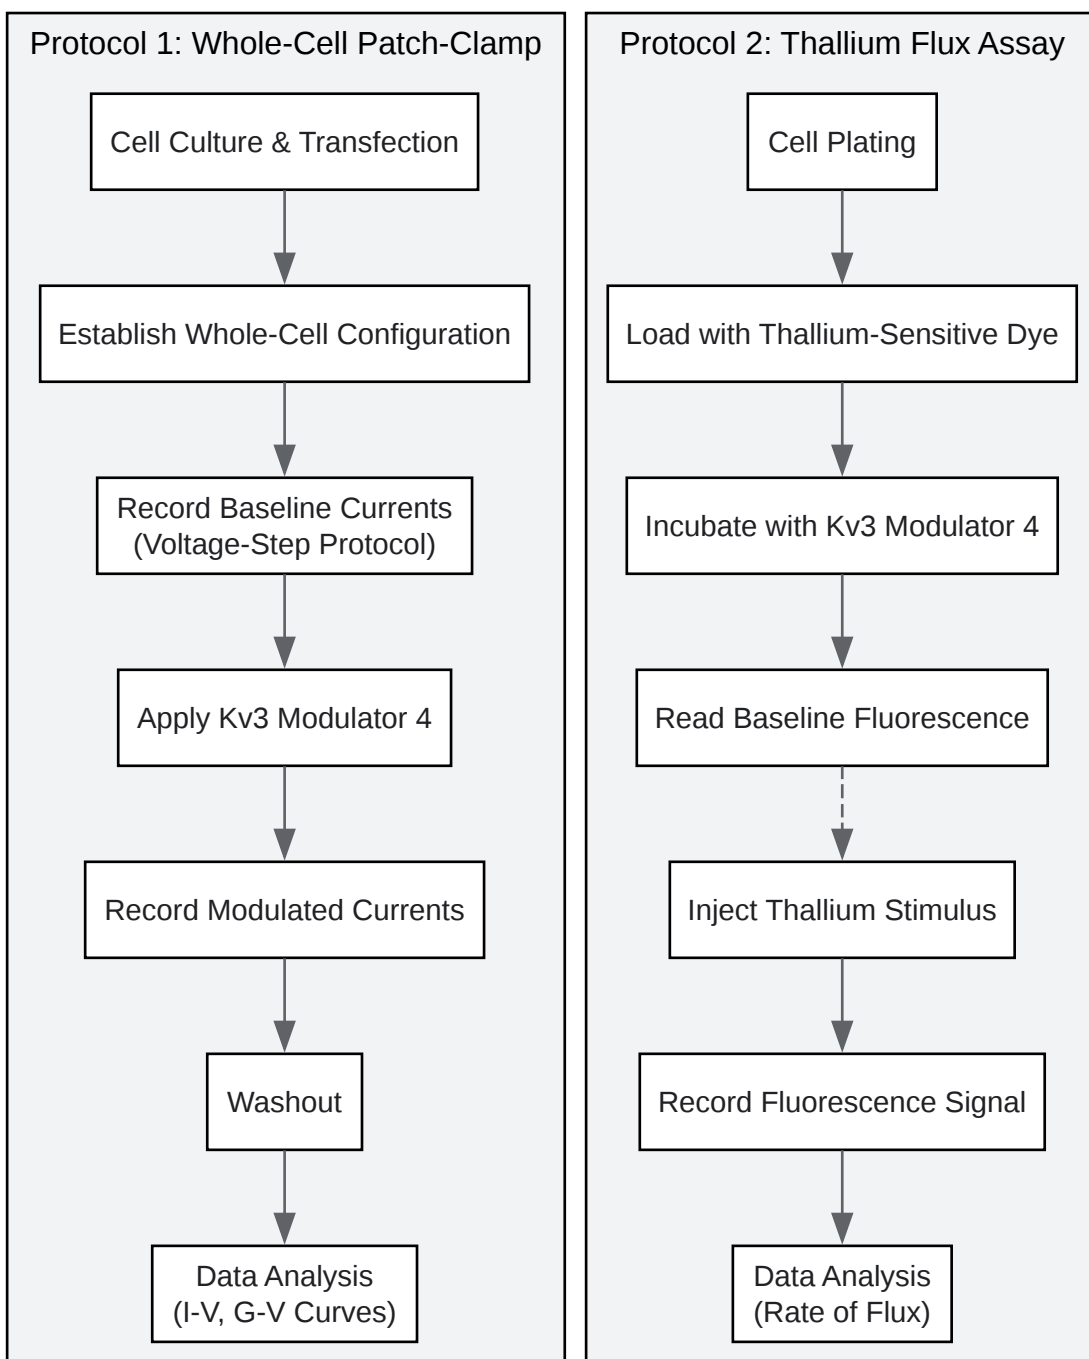 Protocol 1: Whole-Cell Patch-Clamp
Cell Culture & Transfection
Establish Whole-Cell Configuration
Record Baseline Currents
(Voltage-Step Protocol)
Apply Kv3 Modulator 4
Record Modulated Currents
Washout
Data Analysis
(I-V, G-V Curves)
Protocol 2: Thallium Flux Assay
Cell Plating
Load with Thallium-Sensitive Dye
Incubate with Kv3 Modulator 4
Read Baseline Fluorescence
Inject Thallium Stimulus
Record Fluorescence Signal
Data Analysis
(Rate of Flux)